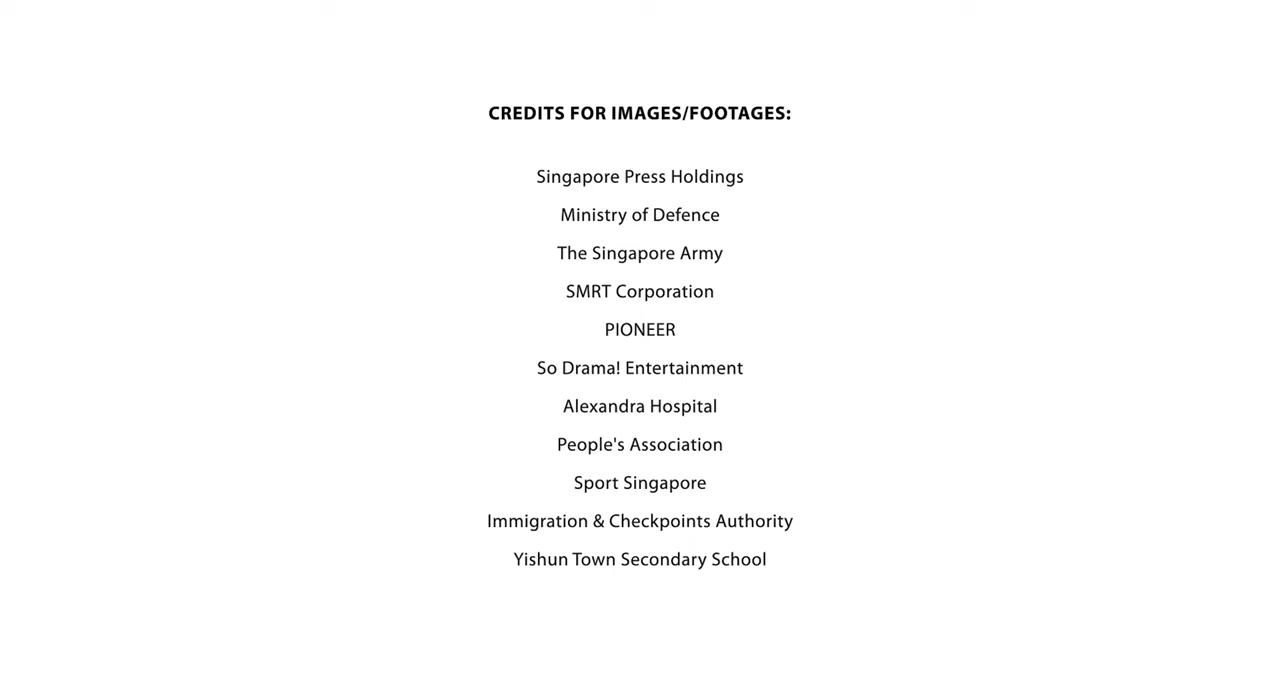 CREDITS FOR IMAGES/FOOTAGES:
Singapore Press Holdings
Ministry of Defence
The Singapore Army
SMRT Corporation
PIONEER
So Drama! Entertainment
Alexandra Hospital
People's Association
Sport Singapore
Immigration & Checkpoints Authority
Yishun Town Secondary School